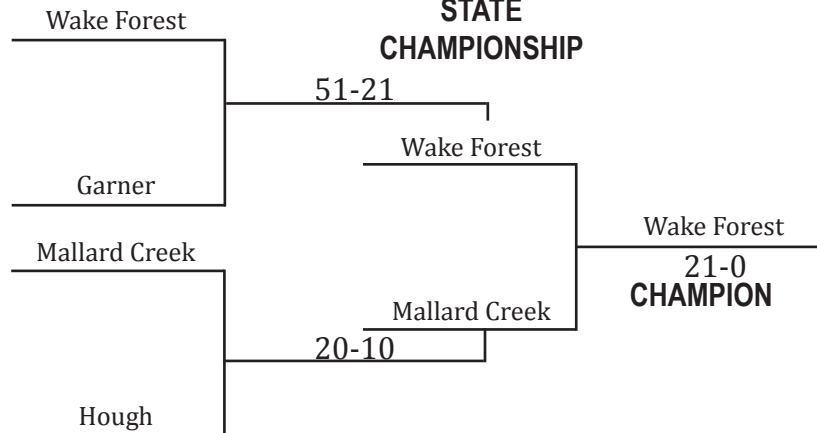 STATE
CHAMPIONSHIP
Wake Forest
51-21
Garner
Wake Forest
Mallard Creek
Wake Forest
21-0
CHAMPION
Mallard Creek
20-10
Hough